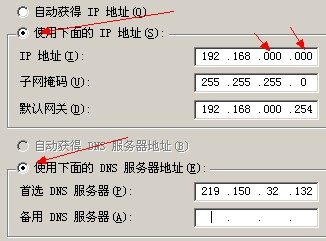 自动获得 IP 地址(O)
使用下面的 IP 地址(S):
IP 地址(I): 192 .168 .000 .000
子网掩码(U): 255 .255 .255 . 0
默认网关(D): 192 .168 .000 .254
自动获得 DNS 服务器地址(B)
使用下面的 DNS 服务器地址(E):
首选 DNS 服务器(P): 219 .150 . 32 .132
备用 DNS 服务器(A): . . .